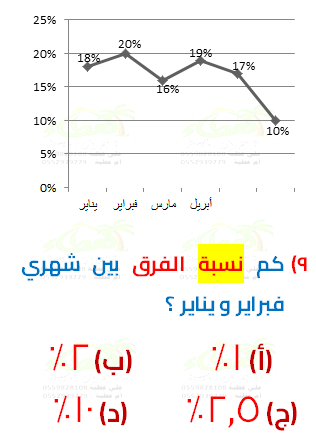 25%
20%
15%
10%
5%
0%
18%
20%
16%
19%
17%
10%
يناير فبراير مارس أبريل
٩) كم نسبة الفرق بين شهري
فبراير و يناير ؟
(أ) ١٪ (ب) ٢٪
(ج) ٢,٥٪ (د) ١٠٪